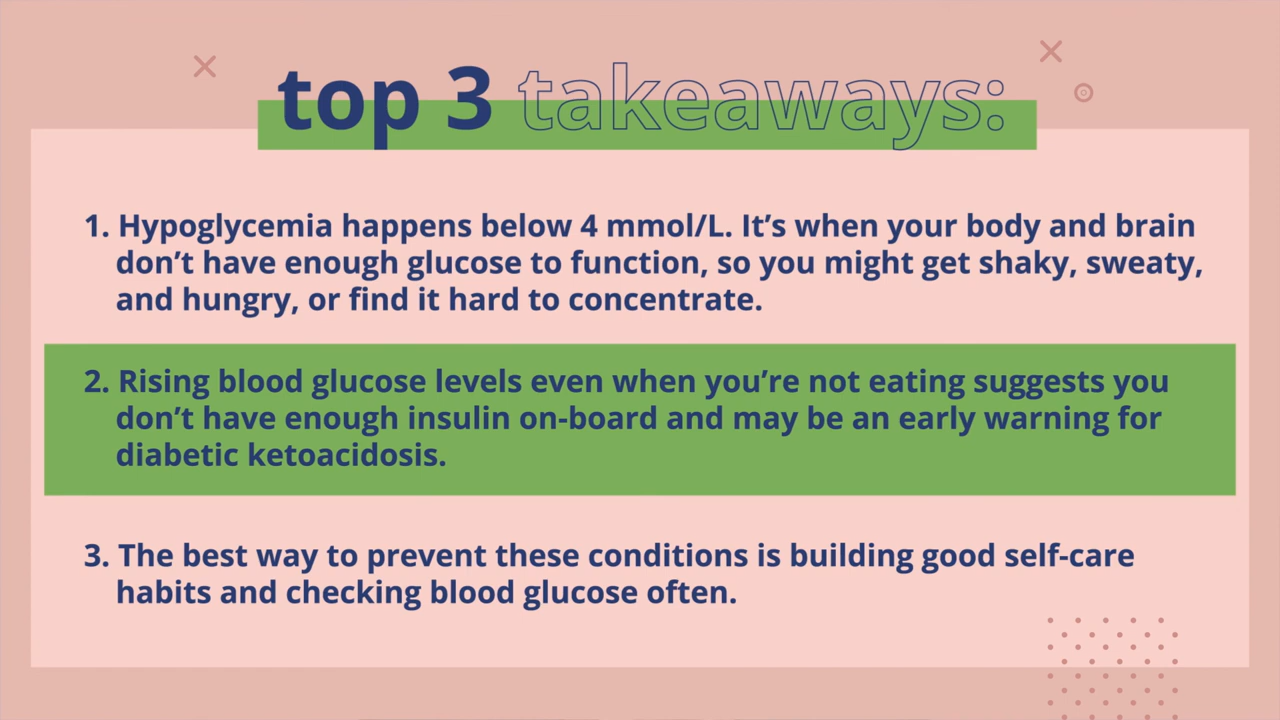 top 3 takeaways:
1. Hypoglycemia happens below 4 mmol/L. It’s when your body and brain
don’t have enough glucose to function, so you might get shaky, sweaty,
and hungry, or find it hard to concentrate.
2. Rising blood glucose levels even when you’re not eating suggests you
don’t have enough insulin on-board and may be an early warning for
diabetic ketoacidosis.
3. The best way to prevent these conditions is building good self-care
habits and checking blood glucose often.